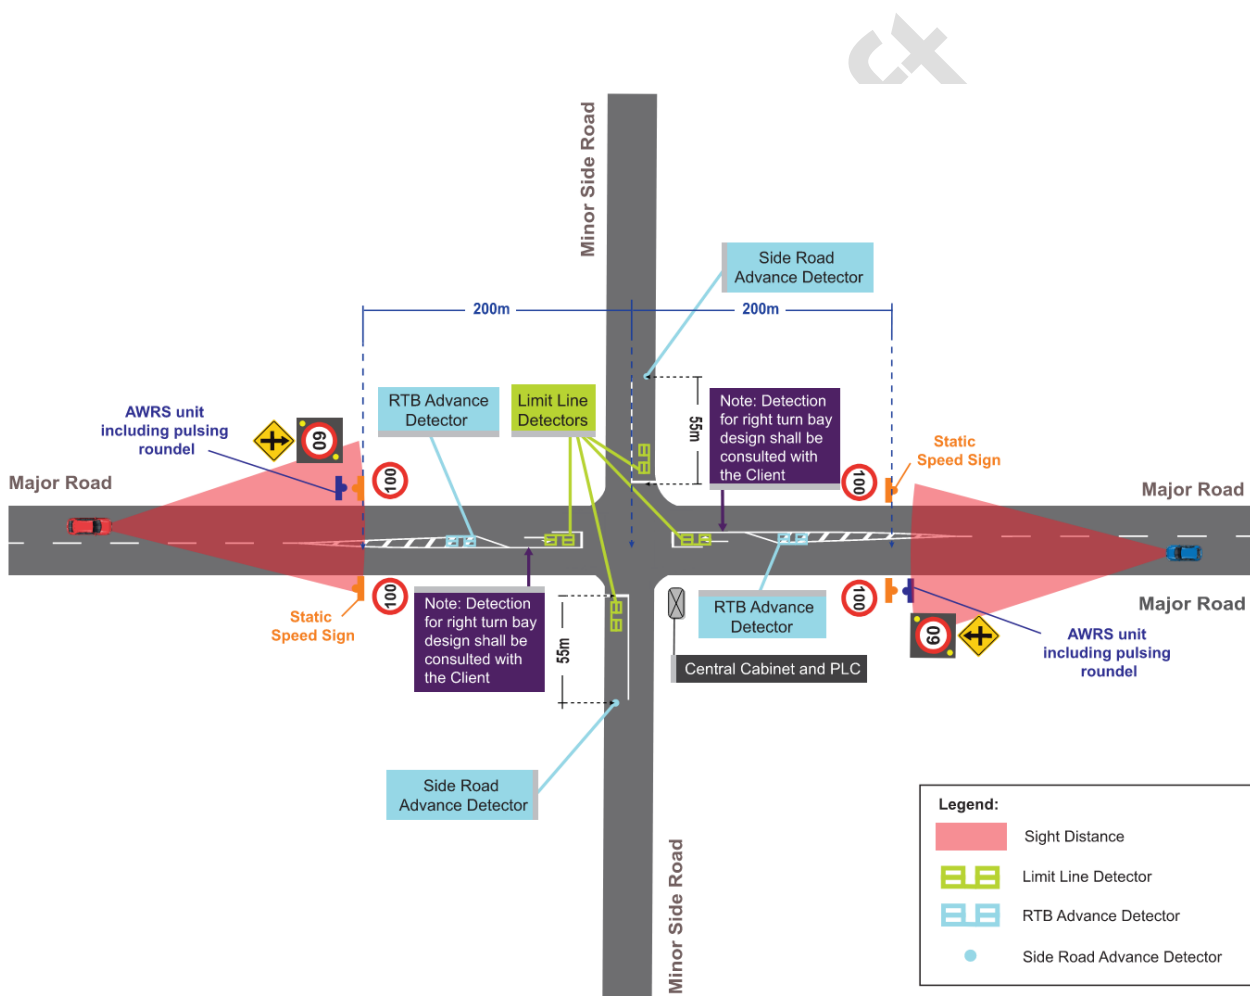 ct
Minor Side Road
Side Road
Advance Detector
200m
200m
RTB Advance
Detector
Limit Line
Detectors
Note: Detection
for right turn bay
design shall be
consulted with
the Client
55m
AWRS unit
including pulsing
roundel
60
100
100
Static
Speed Sign
Major Road
Major Road
Static
Speed Sign
100
Note: Detection
for right turn bay
design shall be
consulted with
the Client
55m
RTB Advance
Detector
100
60
Major Road
AWRS unit
including pulsing
roundel
Central Cabinet and PLC
Side Road
Advance Detector
Minor Side Road
Legend:
Sight Distance
Limit Line Detector
RTB Advance Detector
Side Road Advance Detector